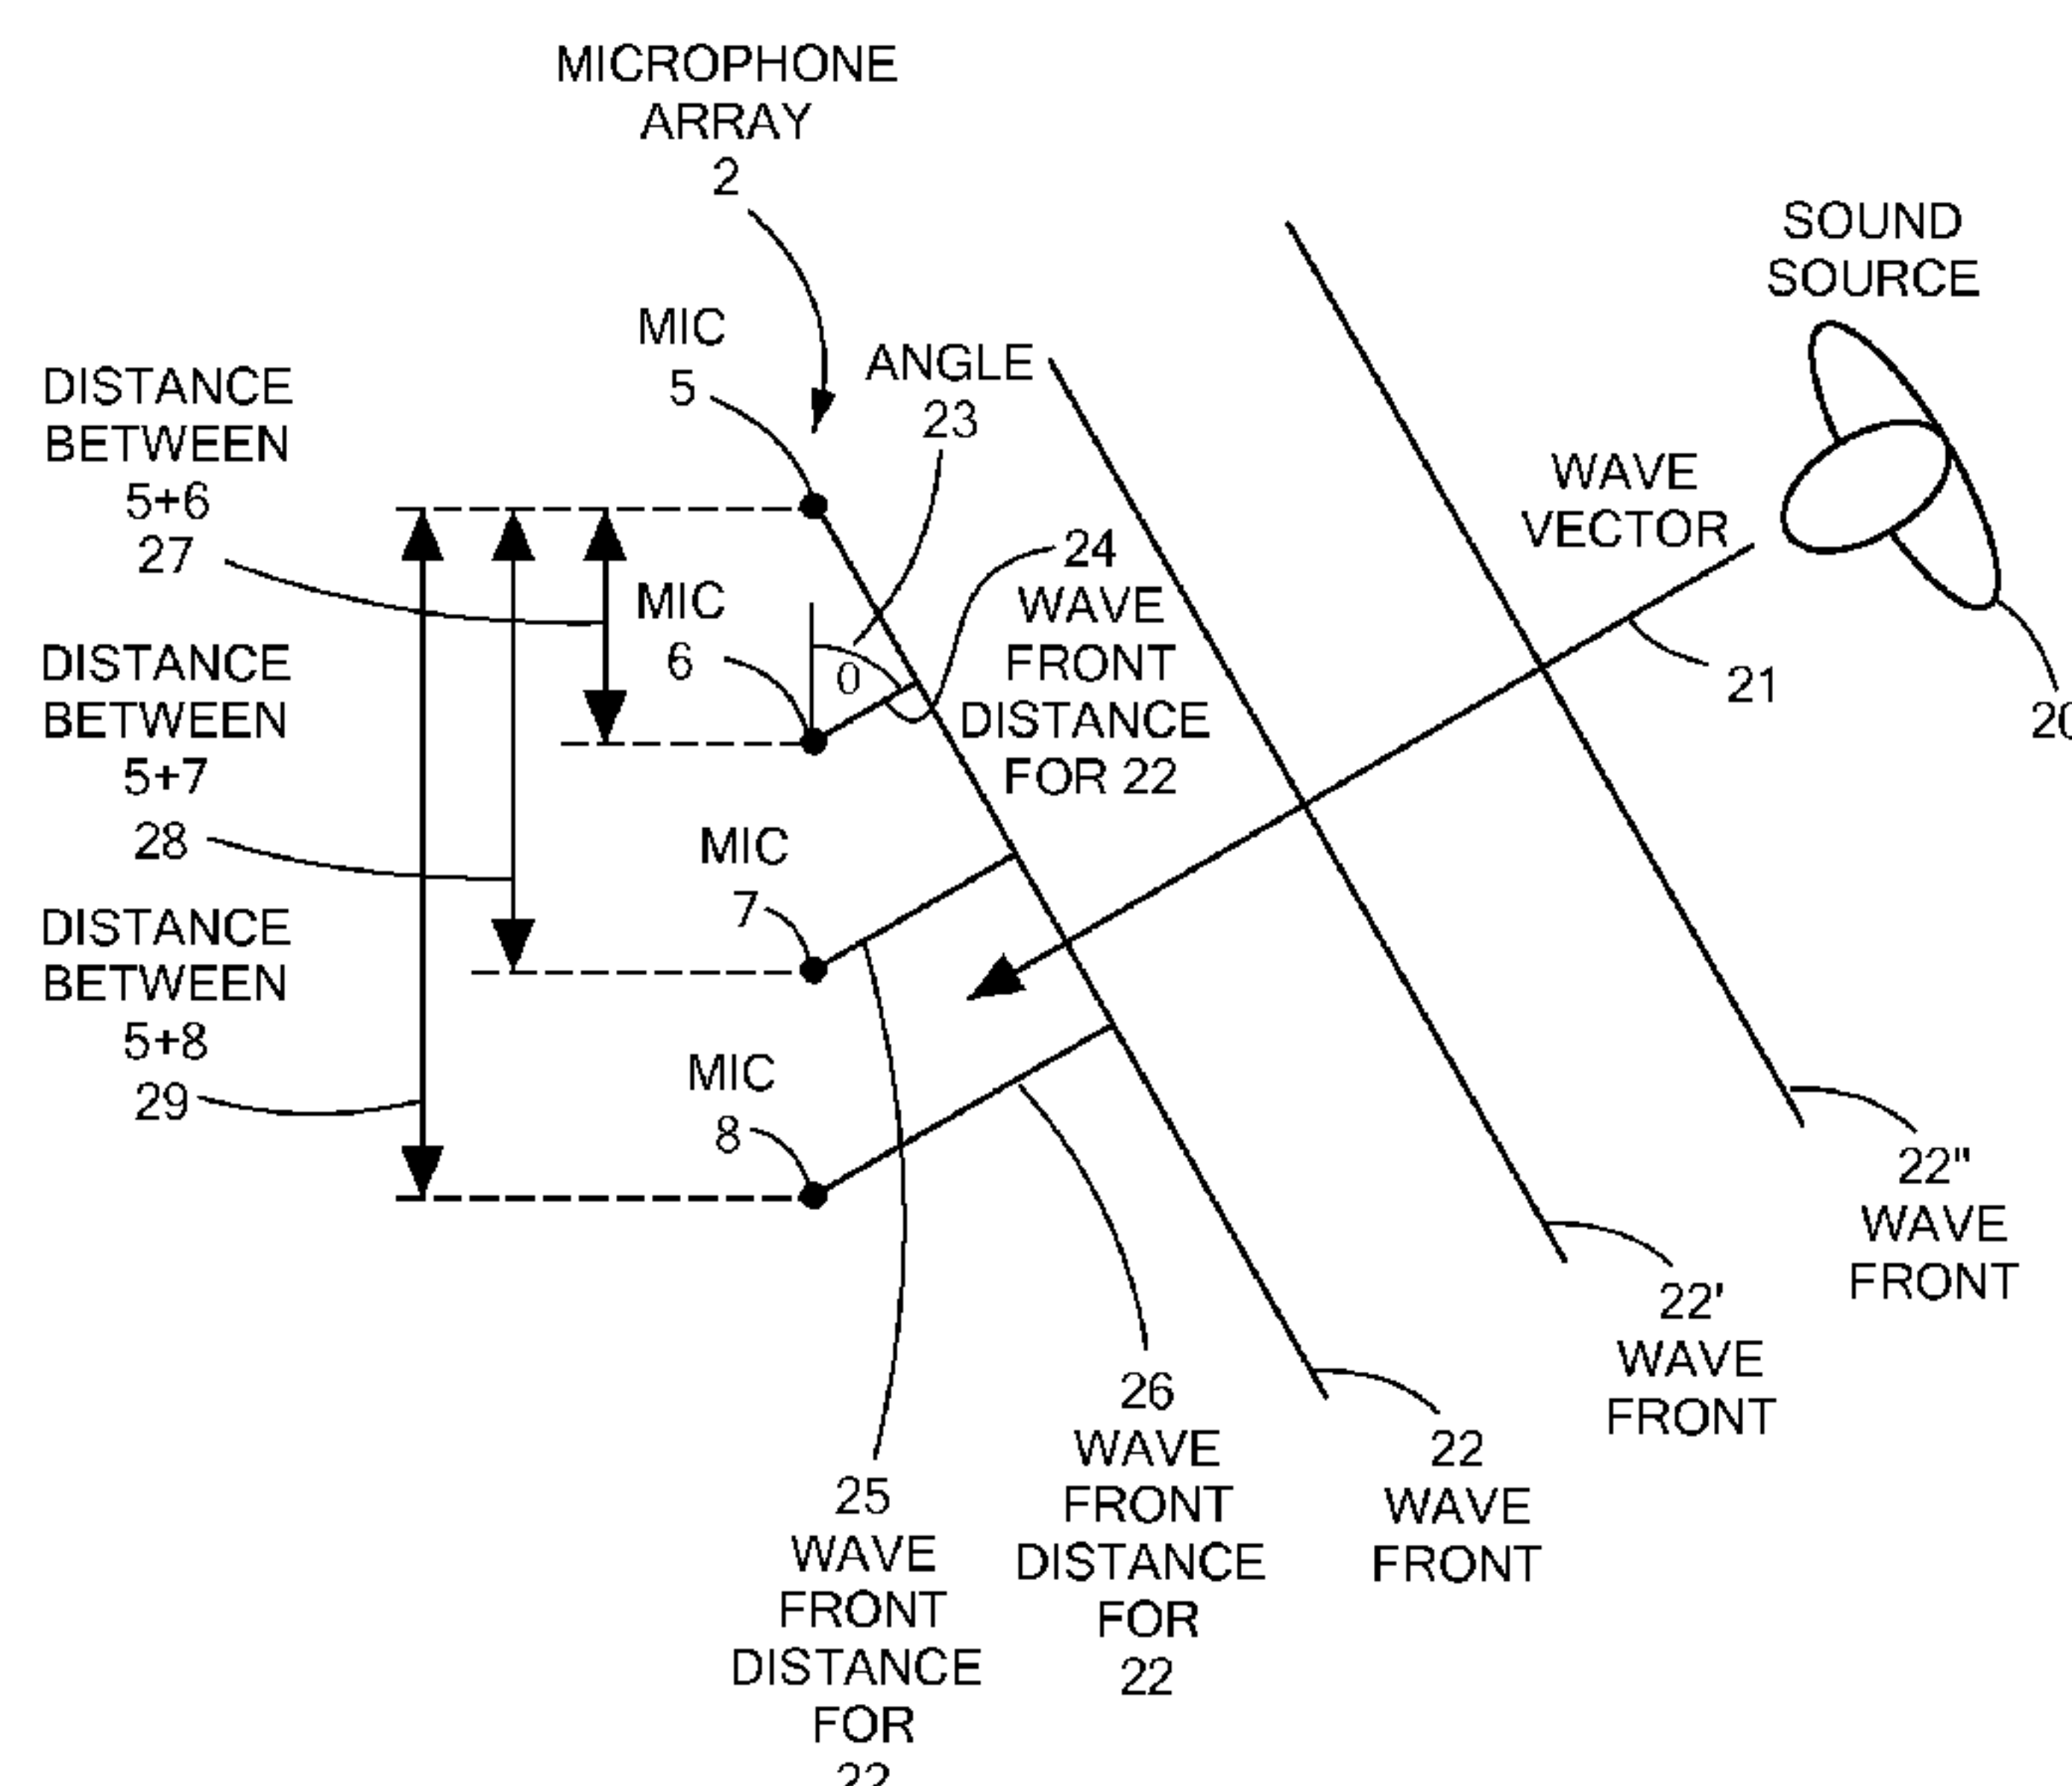 MICROPHONE
ARRAY
2
SOUND
SOURCE
MIC
5
ANGLE
23
DISTANCE
BETWEEN
5+6
27
WAVE
VECTOR
24
WAVE
FRONT
DISTANCE
FOR 22
MIC
6
0
21
20
DISTANCE
BETWEEN
5+7
28
MIC
7
DISTANCE
BETWEEN
5+8
29
MIC
8
22"
WAVE
FRONT
22'
WAVE
FRONT
22
WAVE
FRONT
26
WAVE
FRONT
DISTANCE
FOR
22
25
WAVE
FRONT
DISTANCE
FOR
22